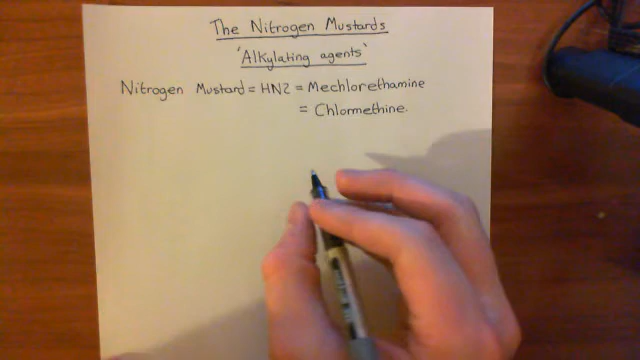 The Nitrogen Mustards
'Alkylating agents'
Nitrogen Mustard = HN2 = Mechlorethamine
= Chlormethine.